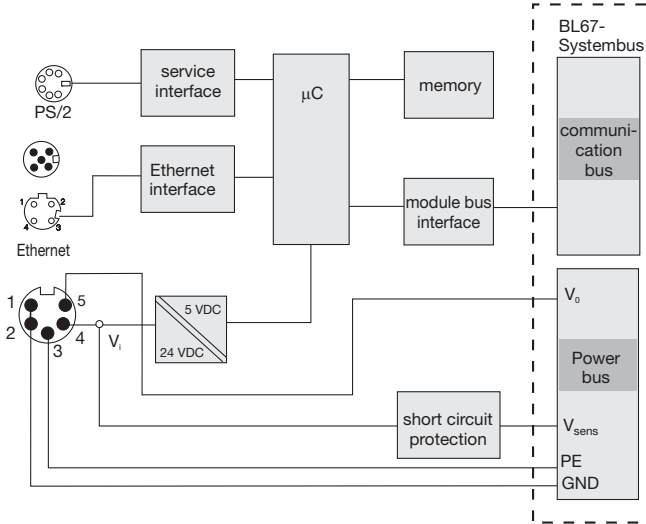 BL67-
Systembus
service
interface
μC
memory
PS/2
communi-
cation
bus
Ethernet
interface
module bus
interface
1 2
4 3
Ethernet
1 5
2 4
3
V₀
5 VDC
24 VDC
Vᵢ
Power
bus
short circuit
protection
Vsens
PE
GND